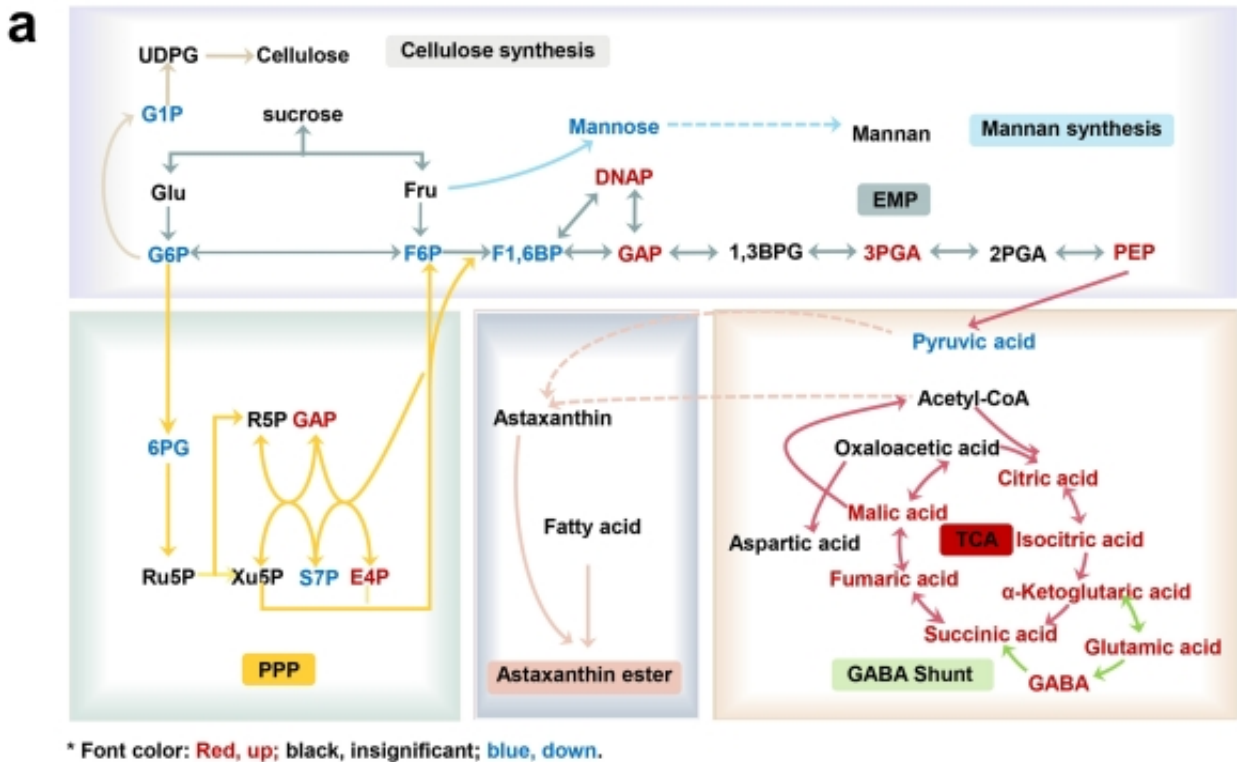 a
UDPG
Cellulose
Cellulose synthesis
G1P
sucrose
Mannose
Mannan
Mannan synthesis
Glu
Fru
DNAP
EMP
G6P
F6P
F1,6BP
GAP
1,3BPG
3PGA
2PGA
PEP
Pyruvic acid
Acetyl-CoA
R5P
GAP
Astaxanthin
6PG
Oxaloacetic acid
Citric acid
Malic acid
Fatty acid
Aspartic acid
TCA
Isocitric acid
Ru5P
Xu5P
S7P
E4P
Fumaric acid
α-Ketoglutaric acid
Succinic acid
Glutamic acid
PPP
Astaxanthin ester
GABA Shunt
GABA
* Font color: Red, up; black, insignificant; blue, down.